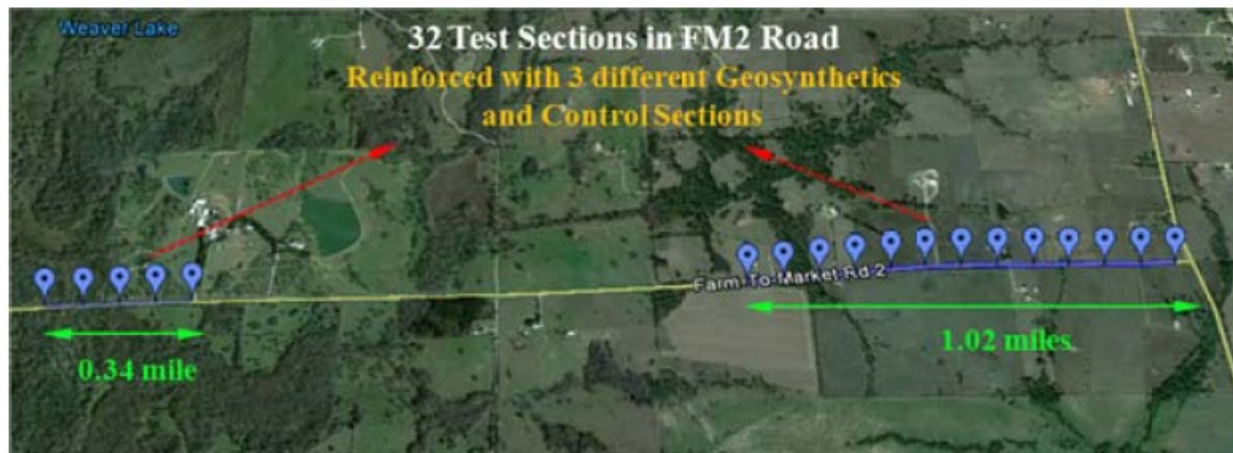 Weaver Lake
32 Test Sections in FM2 Road
Reinforced with 3 different Geosynthetics
and Control Sections
Farm-To-Market-Rd-2
0.34 mile
1.02 miles